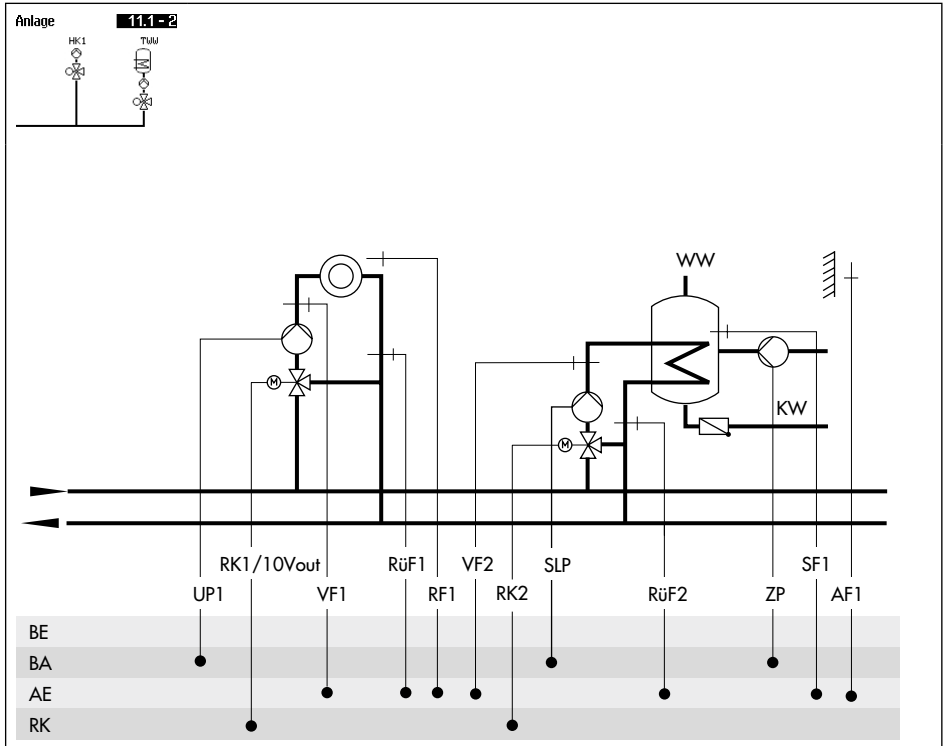 Anlage 11.1 - 2
HK1 TWW
WW
M
KW
M
RK1/10Vout RüF1 VF2 SLP SF1
UP1 VF1 RF1 RK2 RüF2 ZP AF1
BE
BA
AE
RK